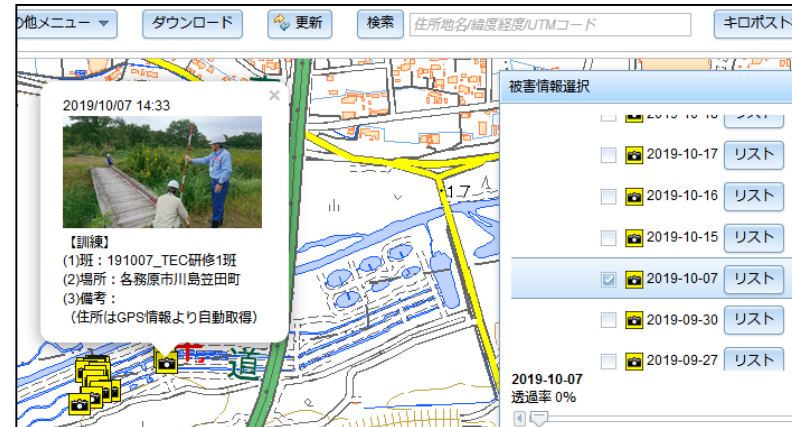 の他メニュー
ダウンロード
更新
検索
住所地名/緯度経度/UTMコード
キロポスト
2019/10/07 14:33
【訓練】
(1)班：191007_TEC研修1班
(2)場所：各務原市川島笠田町
(3)備考：
（住所はGPS情報より自動取得）
17
道
被害情報選択
リスト
2019-10-17 リスト
2019-10-16 リスト
2019-10-15 リスト
2019-10-07 リスト
2019-09-30 リスト
2019-09-27 リスト
2019-10-07
透過率 0%